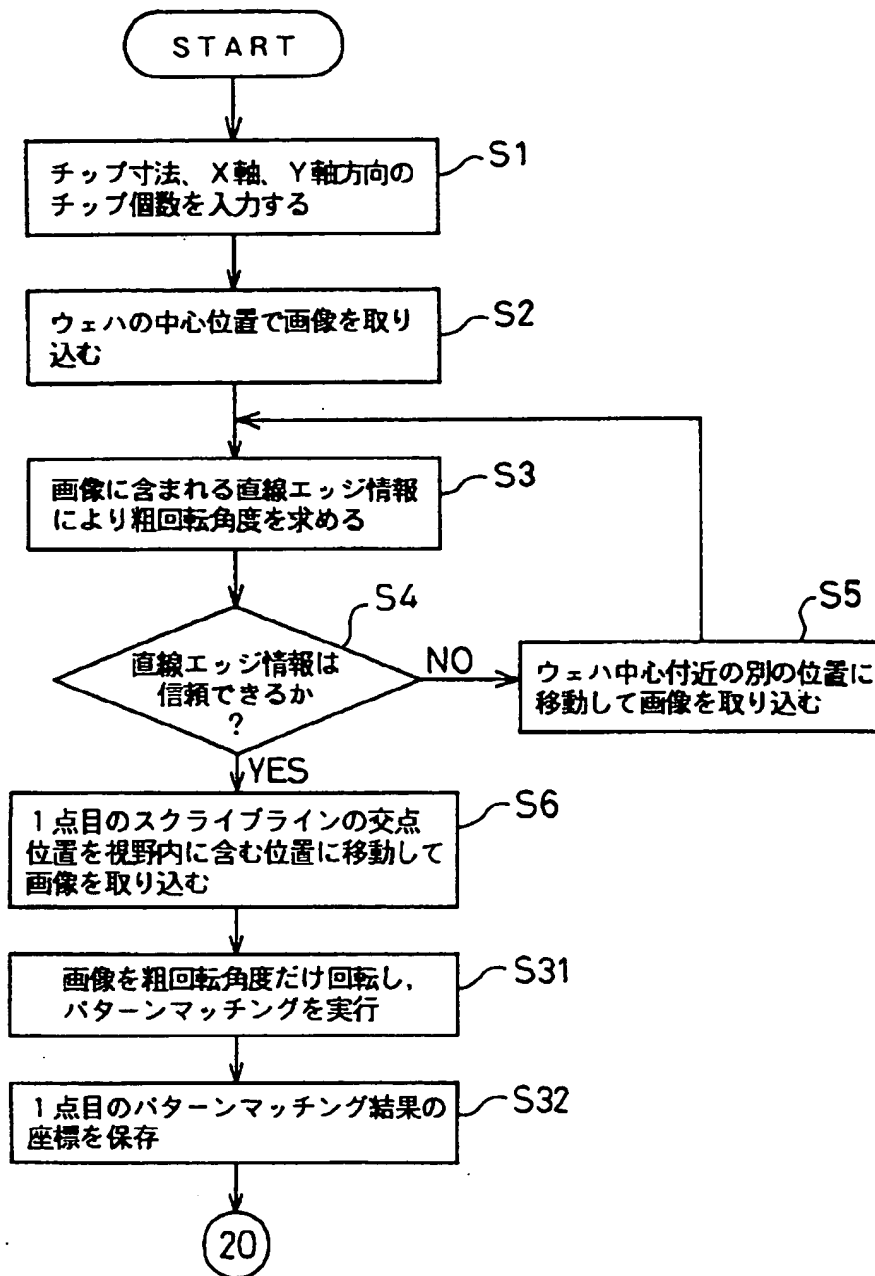 START
S1
チップ寸法、X軸、Y軸方向の
チップ個数を入力する
S2
ウェハの中心位置で画像を取り
込む
S3
画像に含まれる直線エッジ情報
により粗回転角度を求める
S4
直線エッジ情報は
信頼できるか
?
NO
S5
ウェハ中心付近の別の位置に
移動して画像を取り込む
YES
S6
1点目のスクライブラインの交点
位置を視野内に含む位置に移動して
画像を取り込む
S31
画像を粗回転角度だけ回転し,
パターンマッチングを実行
S32
1点目のパターンマッチング結果の
座標を保存
20